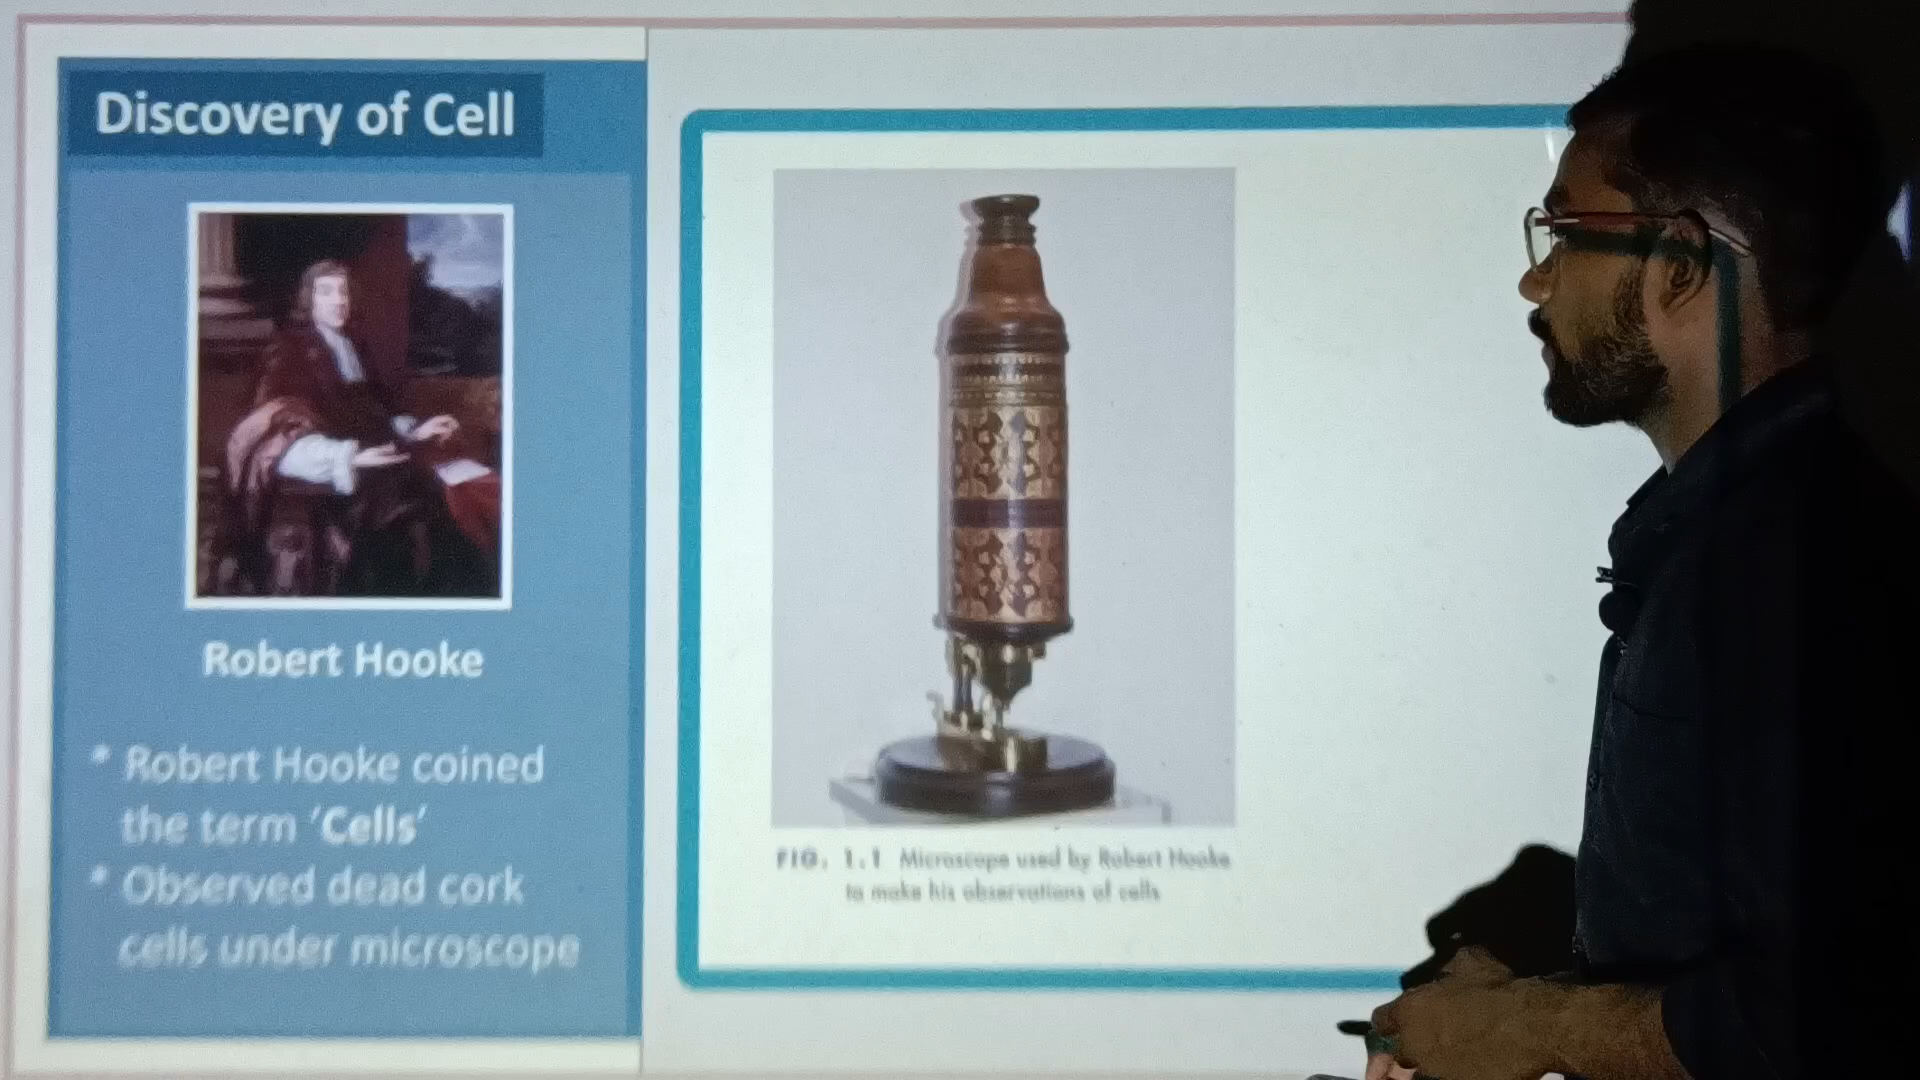 Discovery of Cell
Robert Hooke
* Robert Hooke coined
the term ‘Cells’
* Observed dead cork
cells under microscope
FIG. 1.1 Microscope used by Robert Hooke
to make his observations of cells